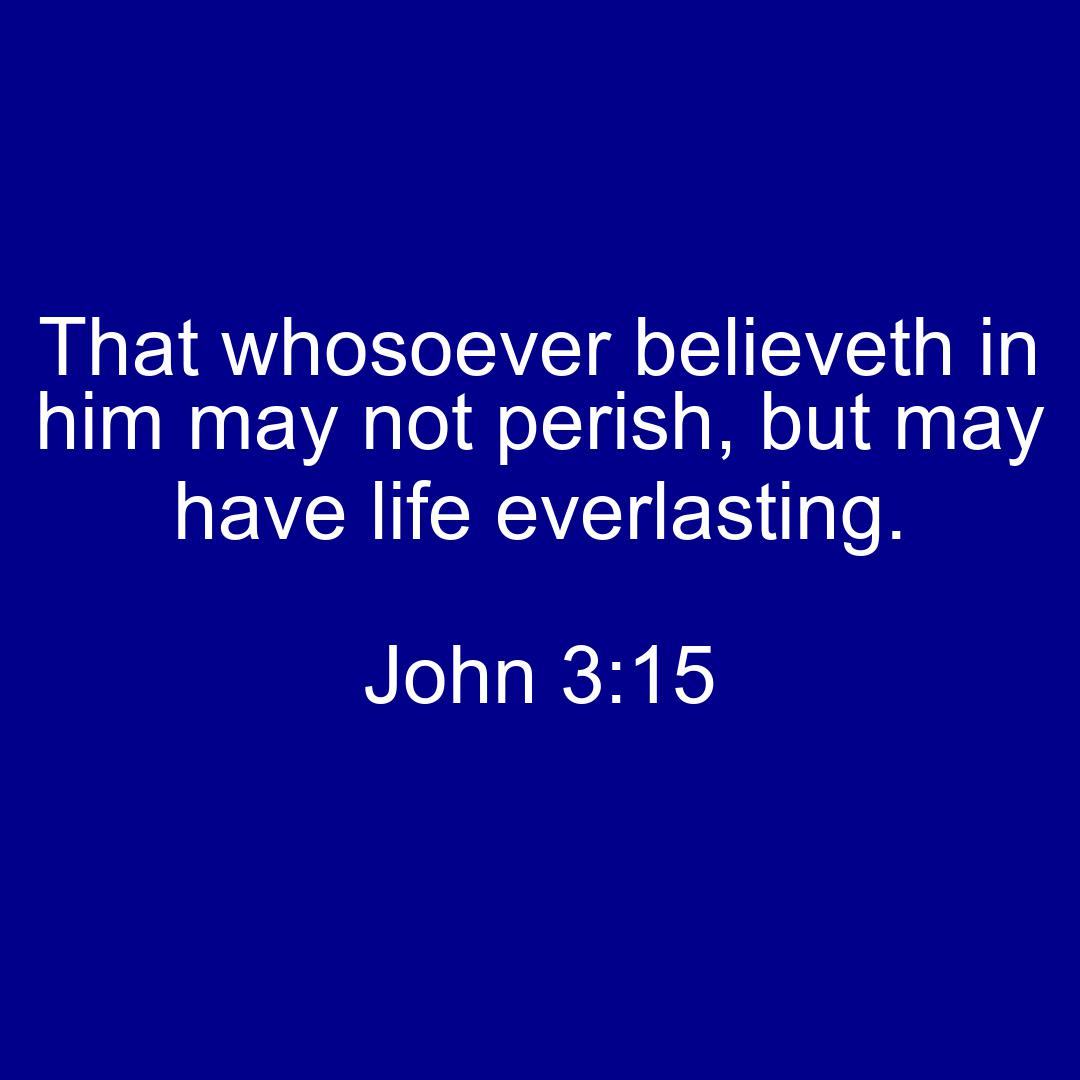 That whosoever believeth in
him may not perish, but may
have life everlasting.
John 3:15